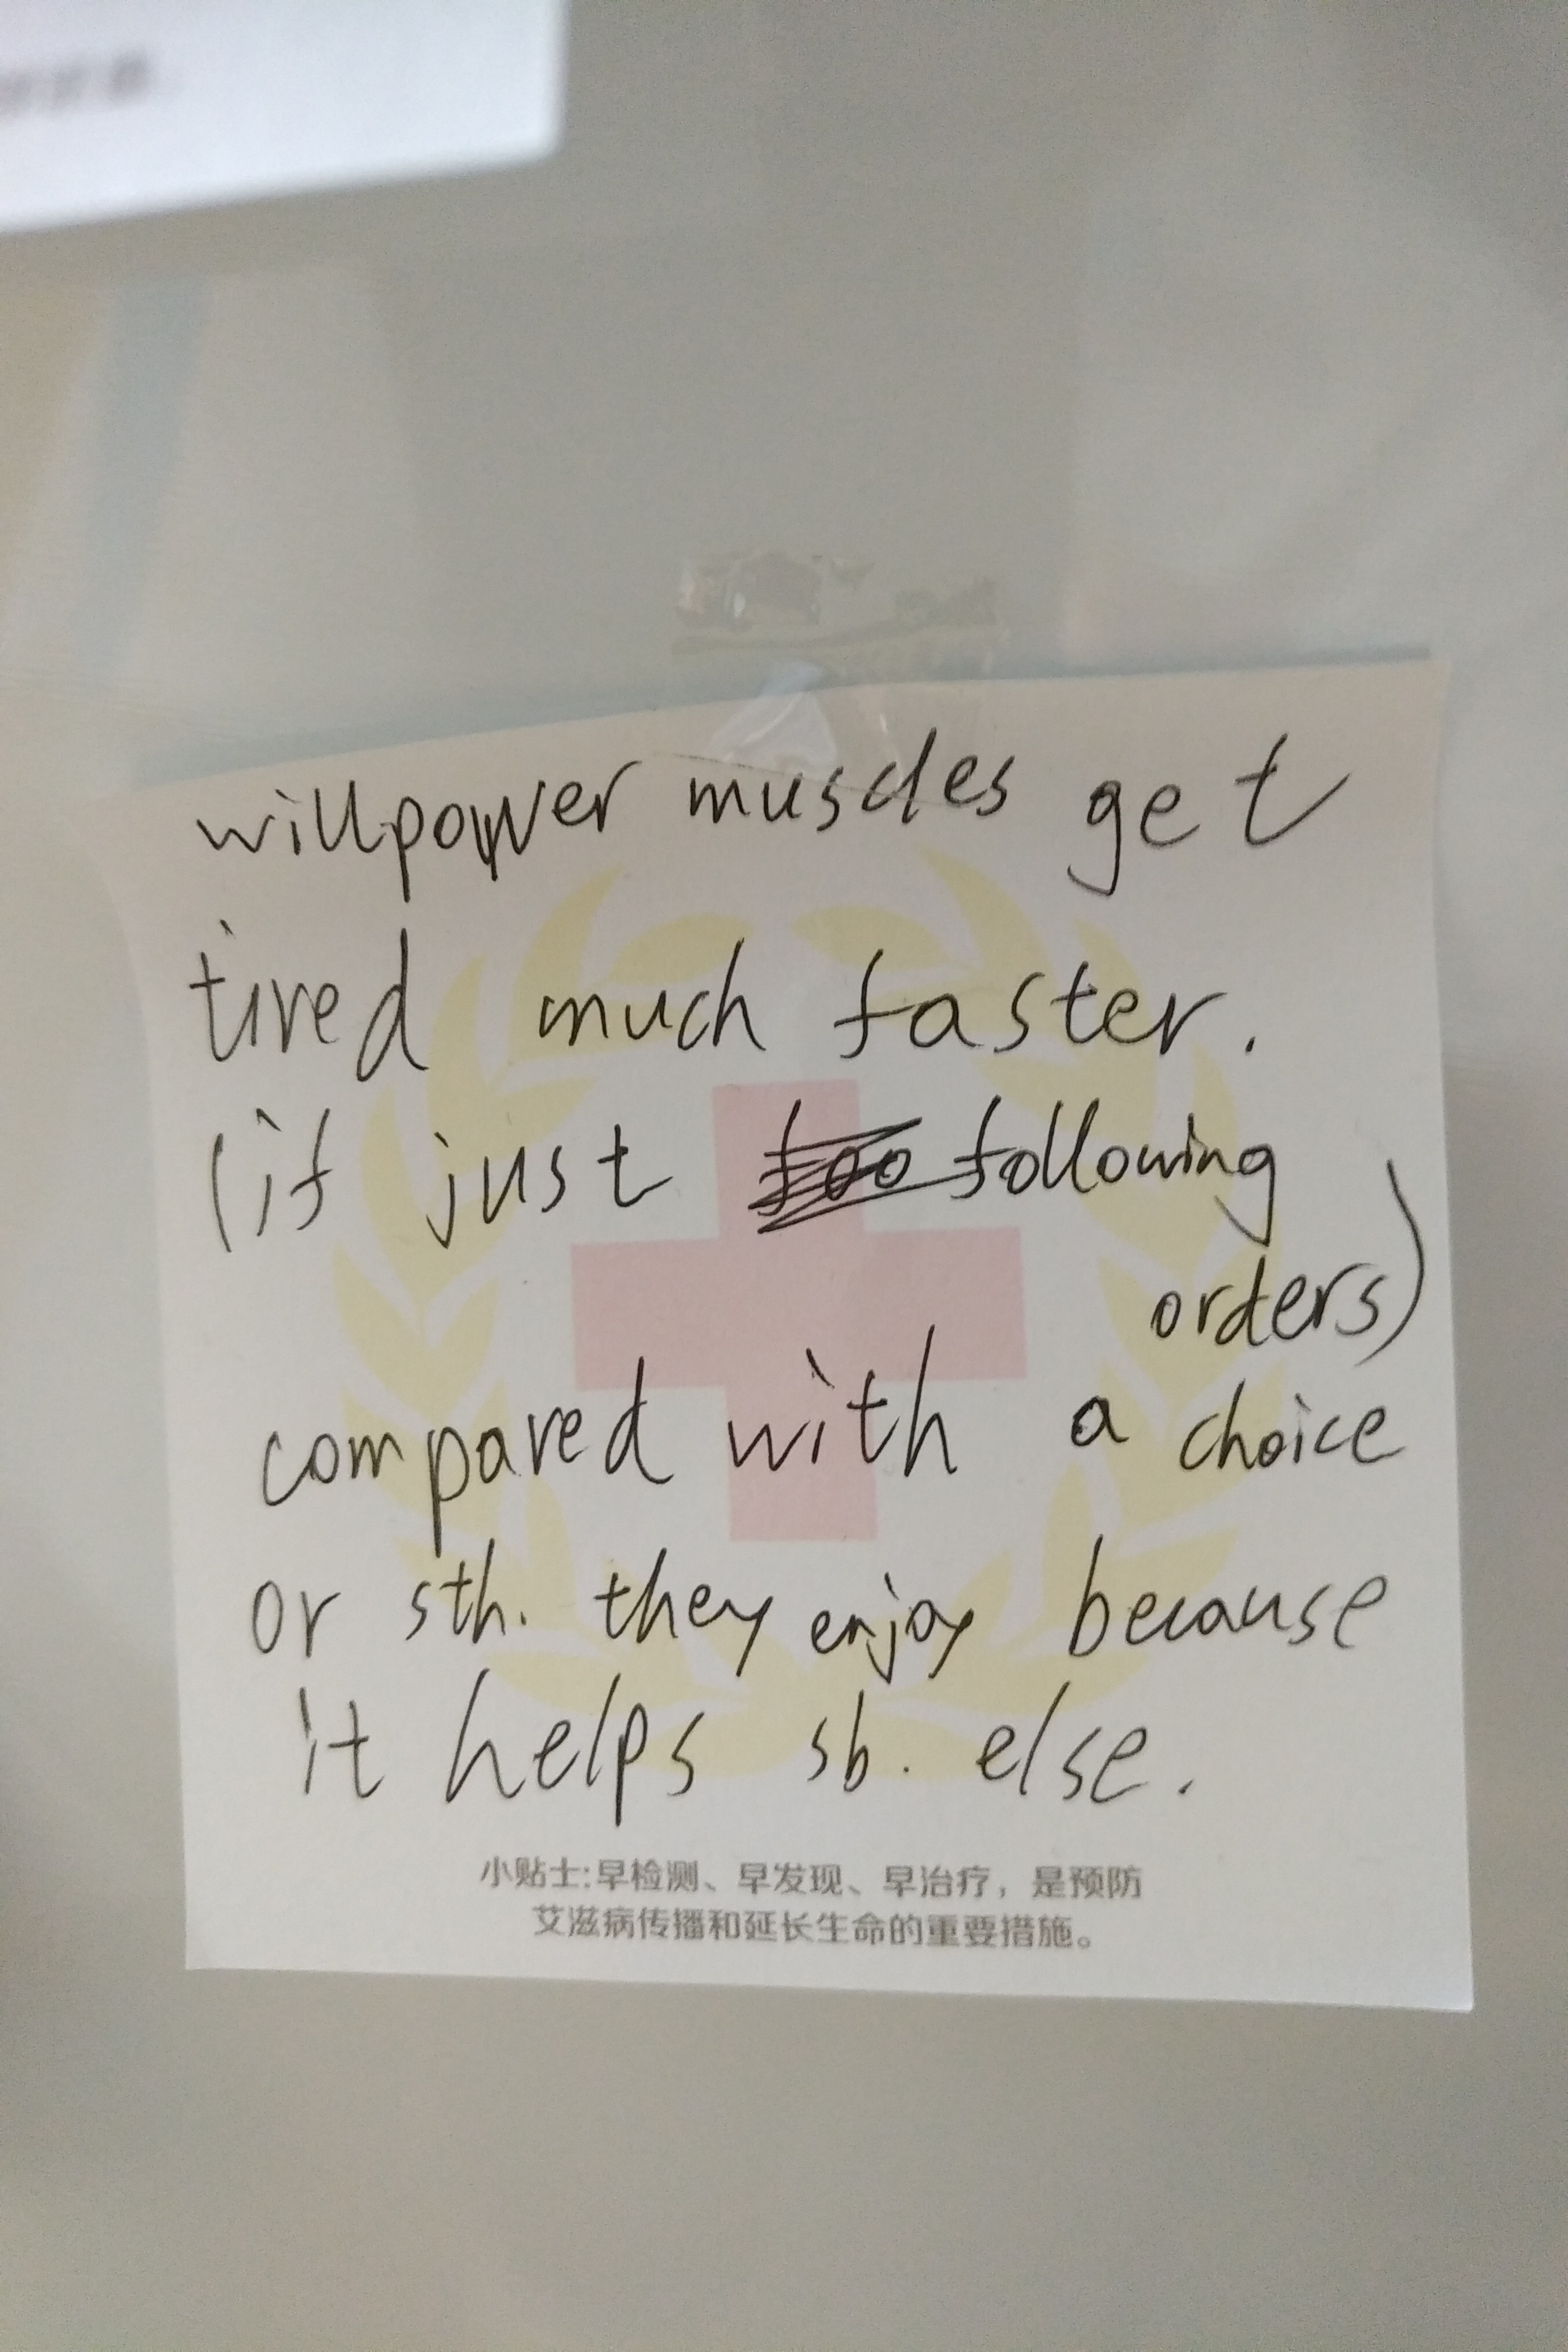 willpower muscles get
tired much faster.
(if just following
orders)
compared with a choice
or sth. they enjoy because
it helps sb. else.
小贴士:早检测、早发现、早治疗，是预防
艾滋病传播和延长生命的重要措施。